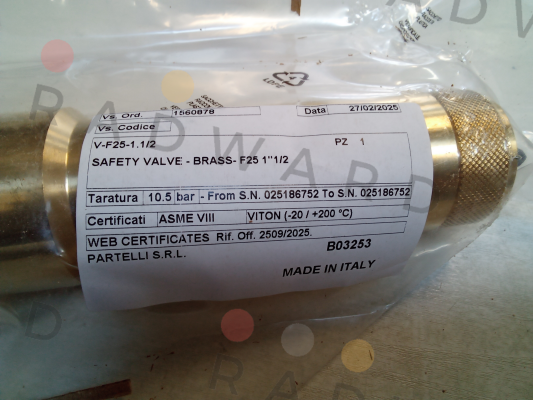 Vs. Ord. 1560878 Data 27/02/2025
Vs. Codice
V-F25-1.1/2 PZ 1
SAFETY VALVE - BRASS- F25 1"1/2
Taratura 10.5 bar - From S.N. 025186752 To S.N. 025186752
Certificati ASME VIII VITON (-20 / +200 °C)
WEB CERTIFICATES Rif. Off. 2509/2025.
PARTELLI S.R.L. B03253
MADE IN ITALY
RADWARD
LDPE